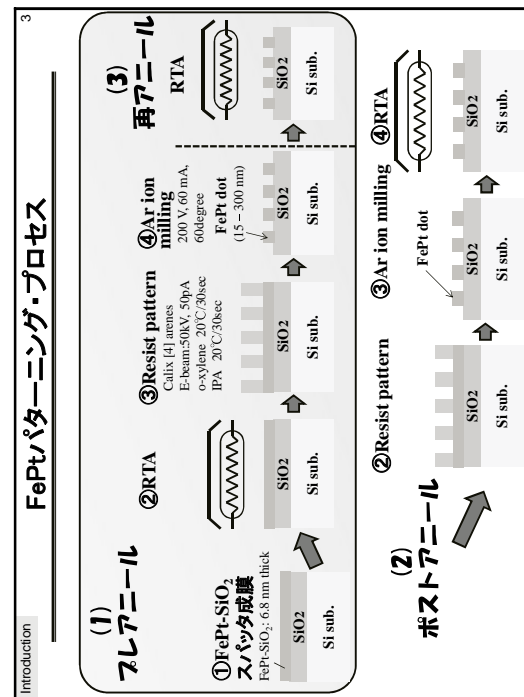 Introduction
3
FePtパターニング・プロセス
(1)
プレアニール
①FePt-SiO2
スパッタ成膜
FePt-SiO2: 6.8 nm thick
SiO2
Si sub.
②RTA
SiO2
Si sub.
③Resist pattern
Calix [4] arenes
E-beam:50kV, 50pA
o-xylene 20℃/30sec
IPA 20℃/30sec
SiO2
Si sub.
④Ar ion
milling
200 V, 60 mA,
60degree
FePt dot
(15 – 300 nm)
SiO2
Si sub.
(3)
再アニール
RTA
SiO2
Si sub.
(2)
ポストアニール
②Resist pattern
SiO2
Si sub.
③Ar ion milling
FePt dot
SiO2
Si sub.
④RTA
SiO2
Si sub.